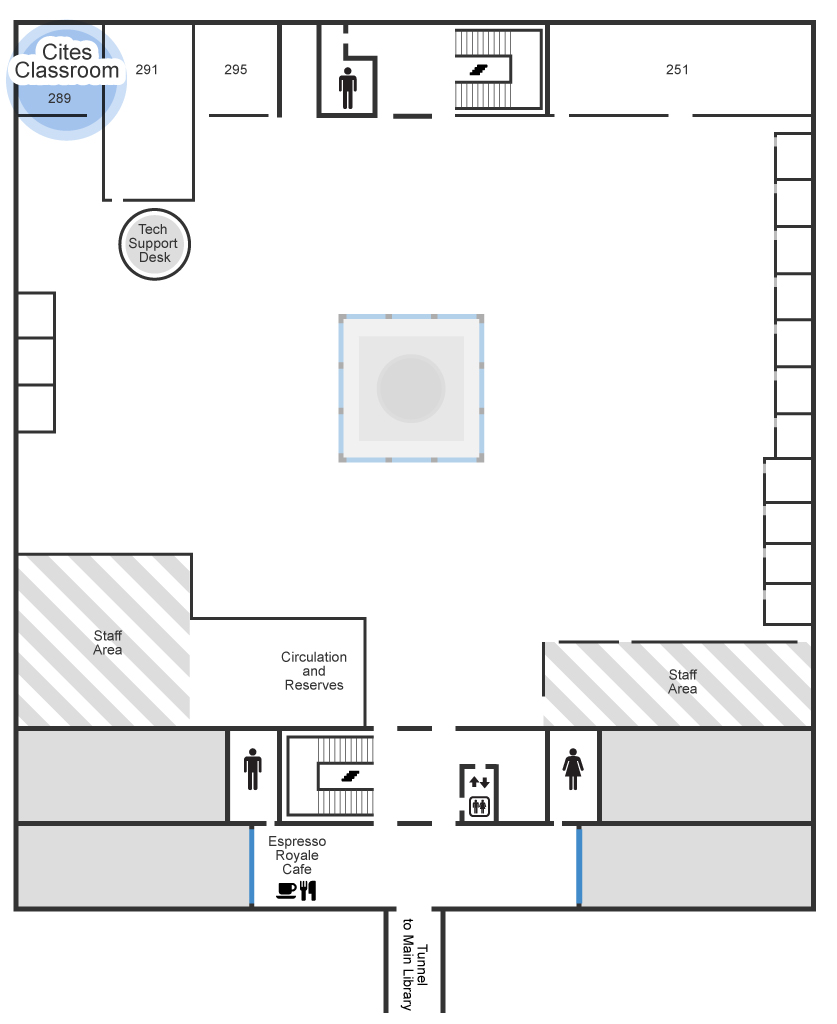 Cites
Classroom
289
291
295
251
Tech
Support
Desk
Staff
Area
Circulation
and
Reserves
Staff
Area
Espresso
Royale
Cafe
Tunnel
to Main Library